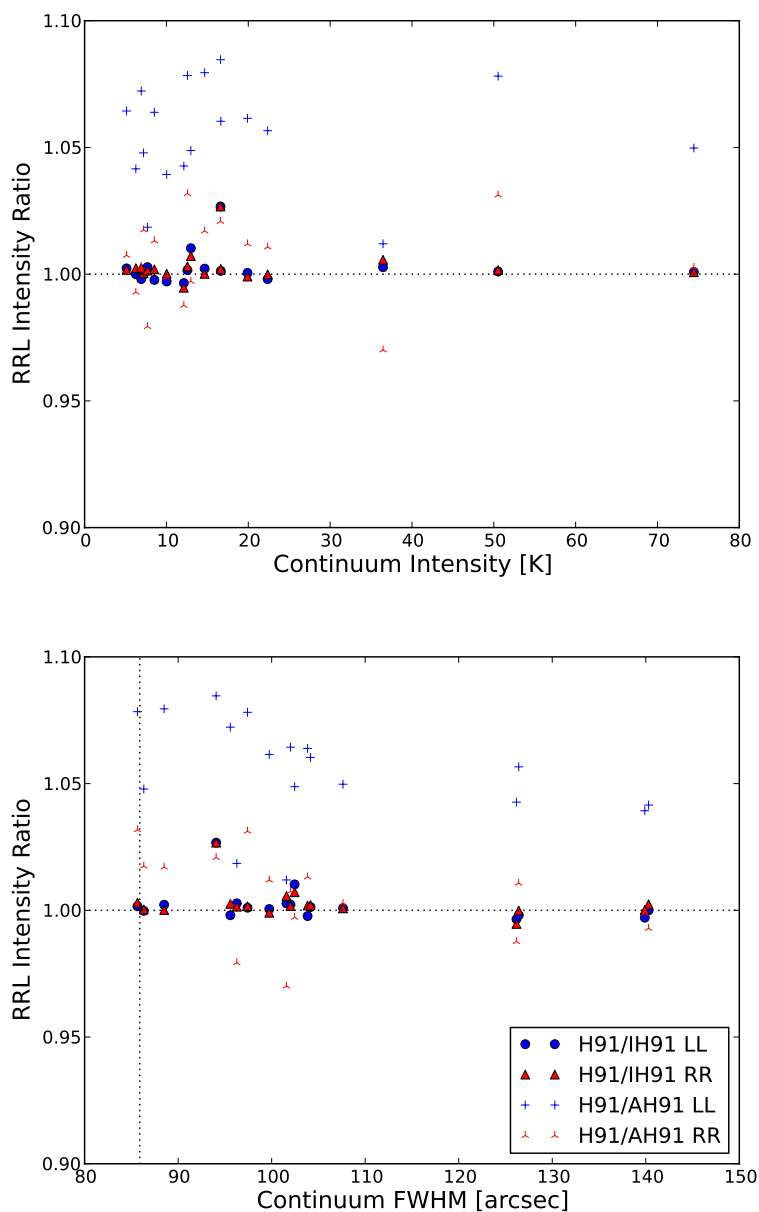 1.10
1.05
1.00
0.95
0.90
RRL Intensity Ratio
0 10 20 30 40 50 60 70 80
Continuum Intensity [K]
1.10
1.05
1.00
0.95
0.90
RRL Intensity Ratio
H91/IH91 LL
H91/IH91 RR
H91/AH91 LL
H91/AH91 RR
80 90 100 110 120 130 140 150
Continuum FWHM [arcsec]